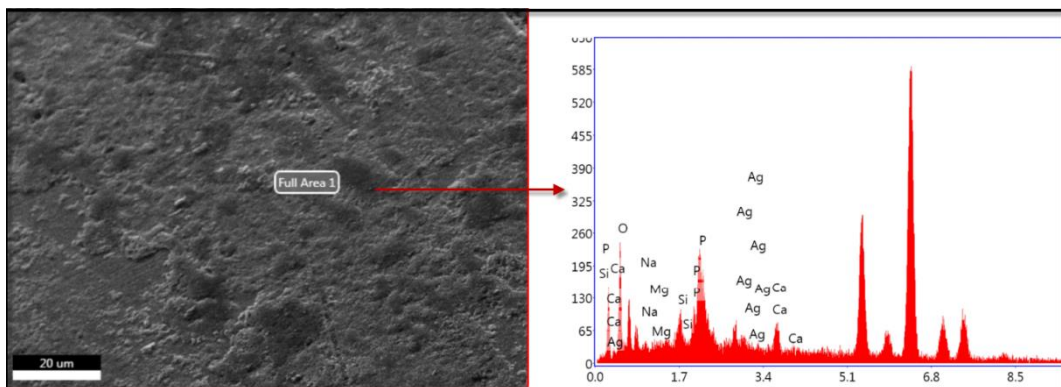 Full Area 1
20 um
650
585
520
455
390
325
260
195
130
65
0
0.0 1.7 3.4 5.1 6.8 8.5
P
Si
O
Ca
Ca
Ca
Ag
Na
Na
Mg
Mg
Si
Si
P
P
P
Ag
Ag
Ag
Ag
Ag
Ag
Ag
Ca
Ca
Ca